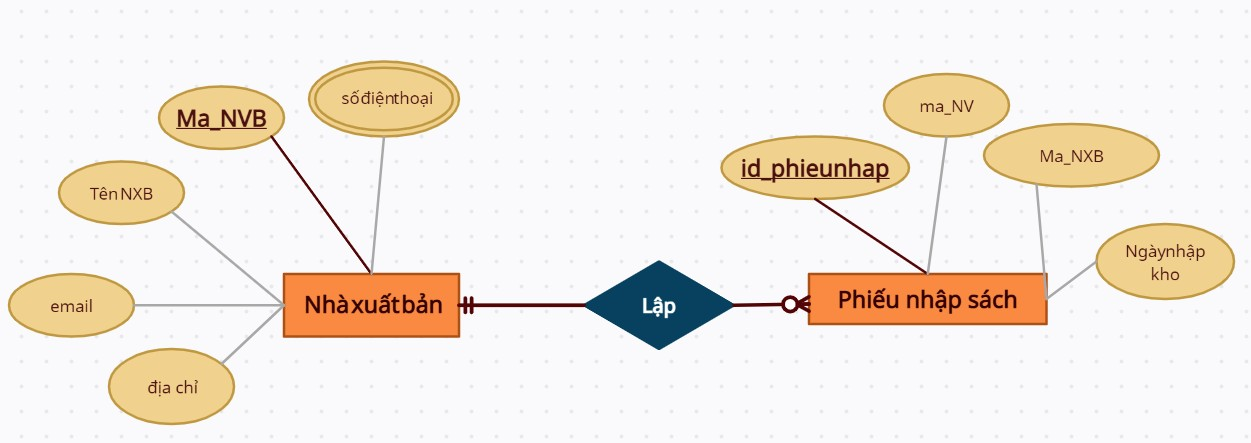 sốđiệnthoại
Ma_NVB
TênNXB
email
địa chỉ
Nhàxuấtbản
Lập
ma_NV
Ma_NXB
id_phieunhap
Ngàynhập
kho
Phiếu nhập sách